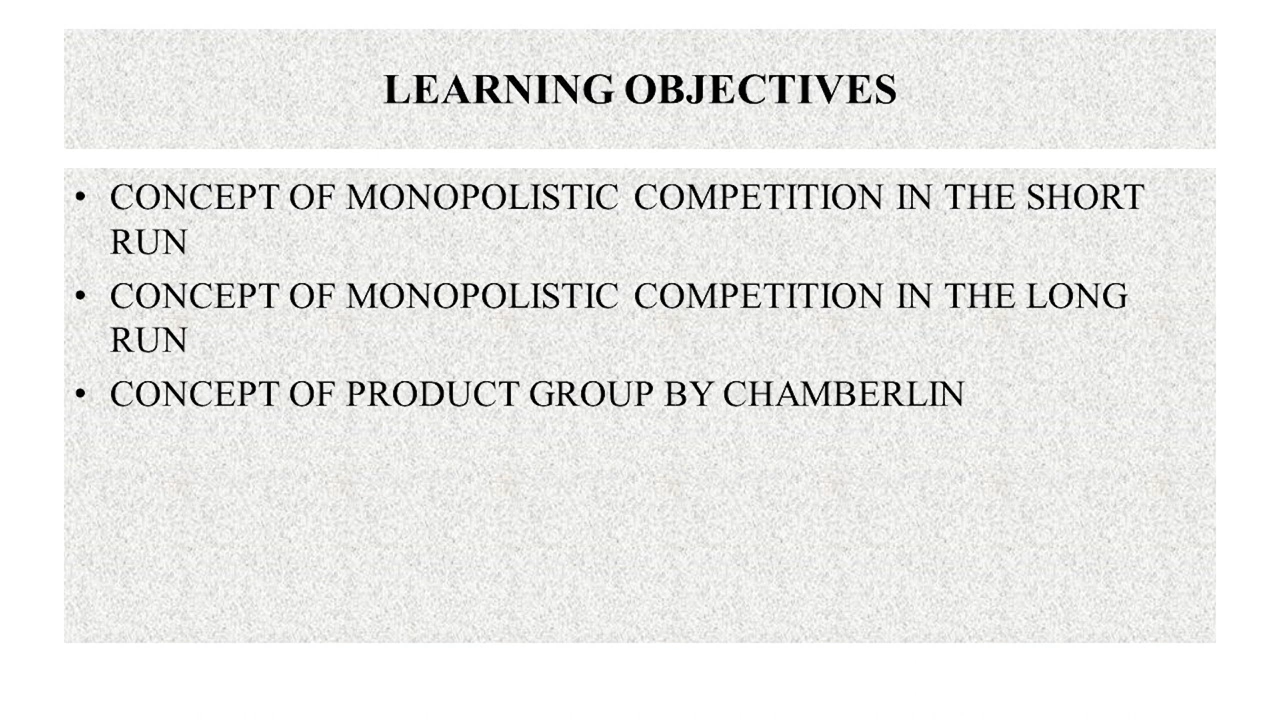 LEARNING OBJECTIVES
• CONCEPT OF MONOPOLISTIC COMPETITION IN THE SHORT
RUN
• CONCEPT OF MONOPOLISTIC COMPETITION IN THE LONG
RUN
• CONCEPT OF PRODUCT GROUP BY CHAMBERLIN